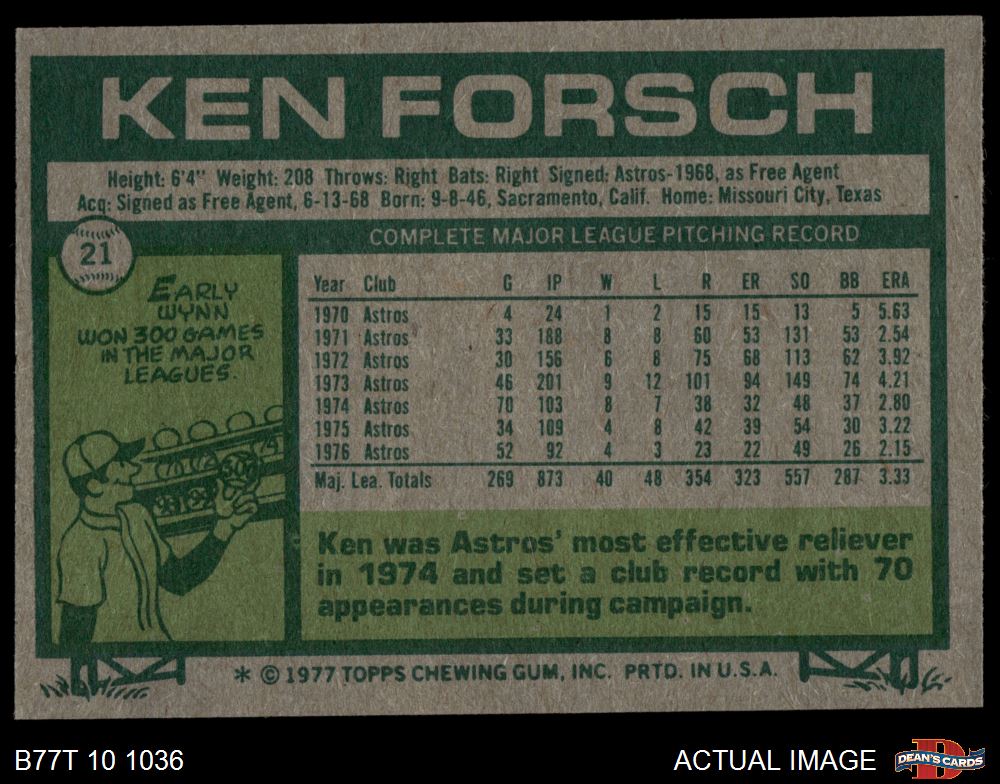 KEN FORSCH
Height: 6'4" Weight: 208 Throws: Right Bats: Right Signed: Astros-1968, as Free Agent
Acq: Signed as Free Agent, 6-13-68 Born: 9-8-46, Sacramento, Calif. Home: Missouri City, Texas
21
EARLY
WYNN
WON 300 GAMES
IN THE MAJOR
LEAGUES.
COMPLETE MAJOR LEAGUE PITCHING RECORD
Year Club G IP W L R ER SO BB ERA
1970 Astros 4 24 1 2 15 15 13 5 5.63
1971 Astros 33 188 8 8 60 53 131 53 2.54
1972 Astros 30 156 6 8 75 68 113 62 3.92
1973 Astros 46 201 9 12 101 94 149 74 4.21
1974 Astros 70 103 8 7 38 32 48 37 2.80
1975 Astros 34 109 4 8 42 39 54 30 3.22
1976 Astros 52 92 4 3 23 22 49 26 2.15
Maj. Lea. Totals 269 873 40 48 354 323 557 287 3.33
Ken was Astros' most effective reliever
in 1974 and set a club record with 70
appearances during campaign.
* © 1977 TOPPS CHEWING GUM, INC. PRTD. IN U.S.A.
B77T 10 1036
ACTUAL IMAGE
DEAN'S CARDS